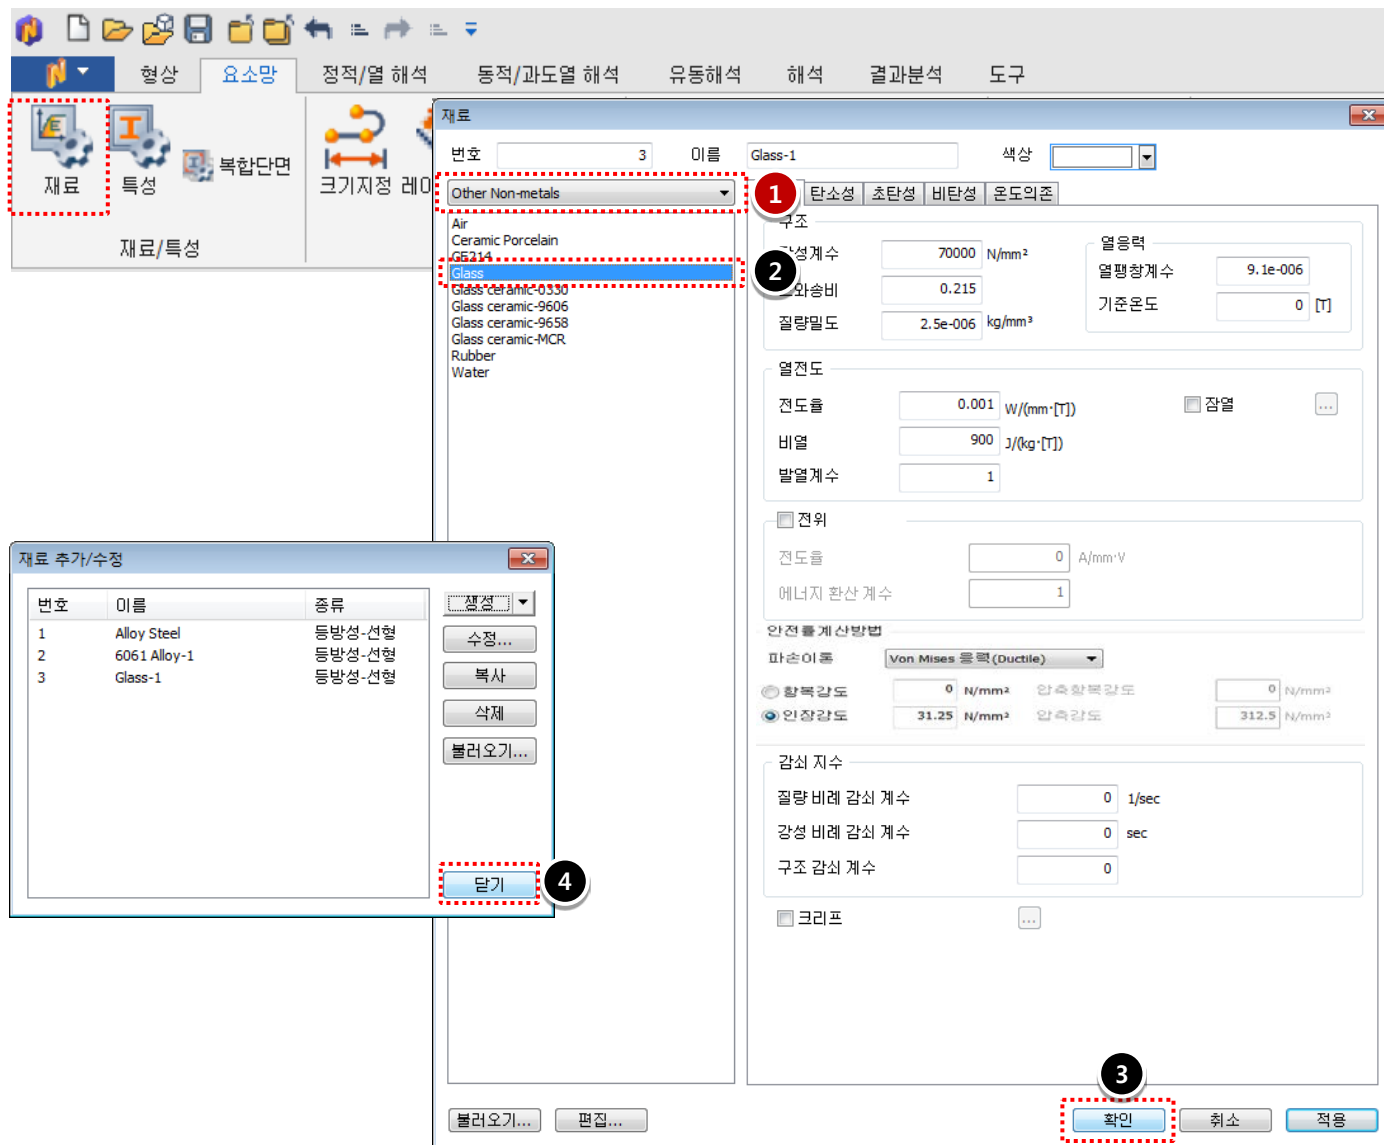 형상 요소망 정적/열 해석 동적/과도열 해석 유동해석 해석 결과분석 도구
재료 특성 복합단면 크기지정
재료/특성
재료
번호 3 이름 Glass-1 색상
Other Non-metals
1
탄소성 초탄성 비탄성 온도의존
Air
Ceramic Porcelain
GE214
Glass
2
Glass ceramic-0330
Glass ceramic-9606
Glass ceramic-9658
Glass ceramic-MCR
Rubber
Water
구조
70000 N/mm²
0.215
질량밀도 2.5e-006 kg/mm³
열응력
열팽창계수 9.1e-006
기준온도 0 [T]
열전도
전도율 0.001 W/(mm·[T]) 잠열 ...
비열 900 J/(kg·[T])
발열계수 1
전위
전도율 0 A/mm·V
에너지 환산 계수 1
안전률계산방법
파손이론 Von Mises 응력(Ductile)
항복강도 0 N/mm² 압축항복강도 0 N/mm²
인장강도 31.25 N/mm² 압축강도 312.5 N/mm²
감쇠 지수
질량 비례 감쇠 계수 0 1/sec
강성 비례 감쇠 계수 0 sec
구조 감쇠 계수 0
크리프 ...
3
불러오기... 편집... 확인 취소 적용
재료 추가/수정
번호 이름 종류
1 Alloy Steel 등방성-선형
2 6061 Alloy-1 등방성-선형
3 Glass-1 등방성-선형
생성
수정...
복사
삭제
불러오기...
닫기
4